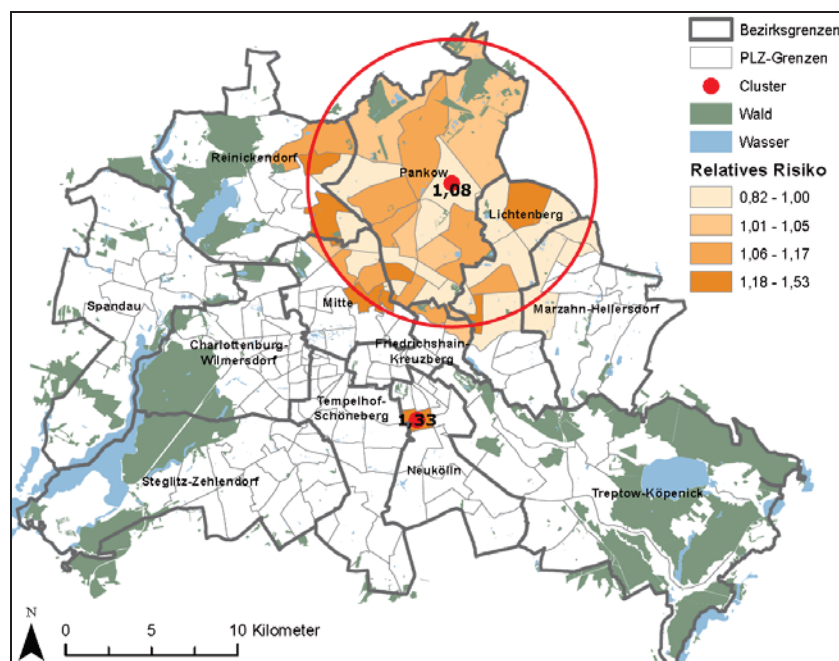 Bezirksgrenzen
PLZ-Grenzen
Cluster
Wald
Wasser
Relatives Risiko
0,82 - 1,00
1,01 - 1,05
1,06 - 1,17
1,18 - 1,53
Reinickendorf
Pankow
1,08
Lichtenberg
Spandau
Mitte
Marzahn-Hellersdorf
Charlottenburg-
Wilmersdorf
Friedrichshain-
Kreuzberg
Tempelhof-
Schöneberg
1,33
Neukölln
Steglitz-Zehlendorf
Treptow-Köpenick
N
0 5 10 Kilometer